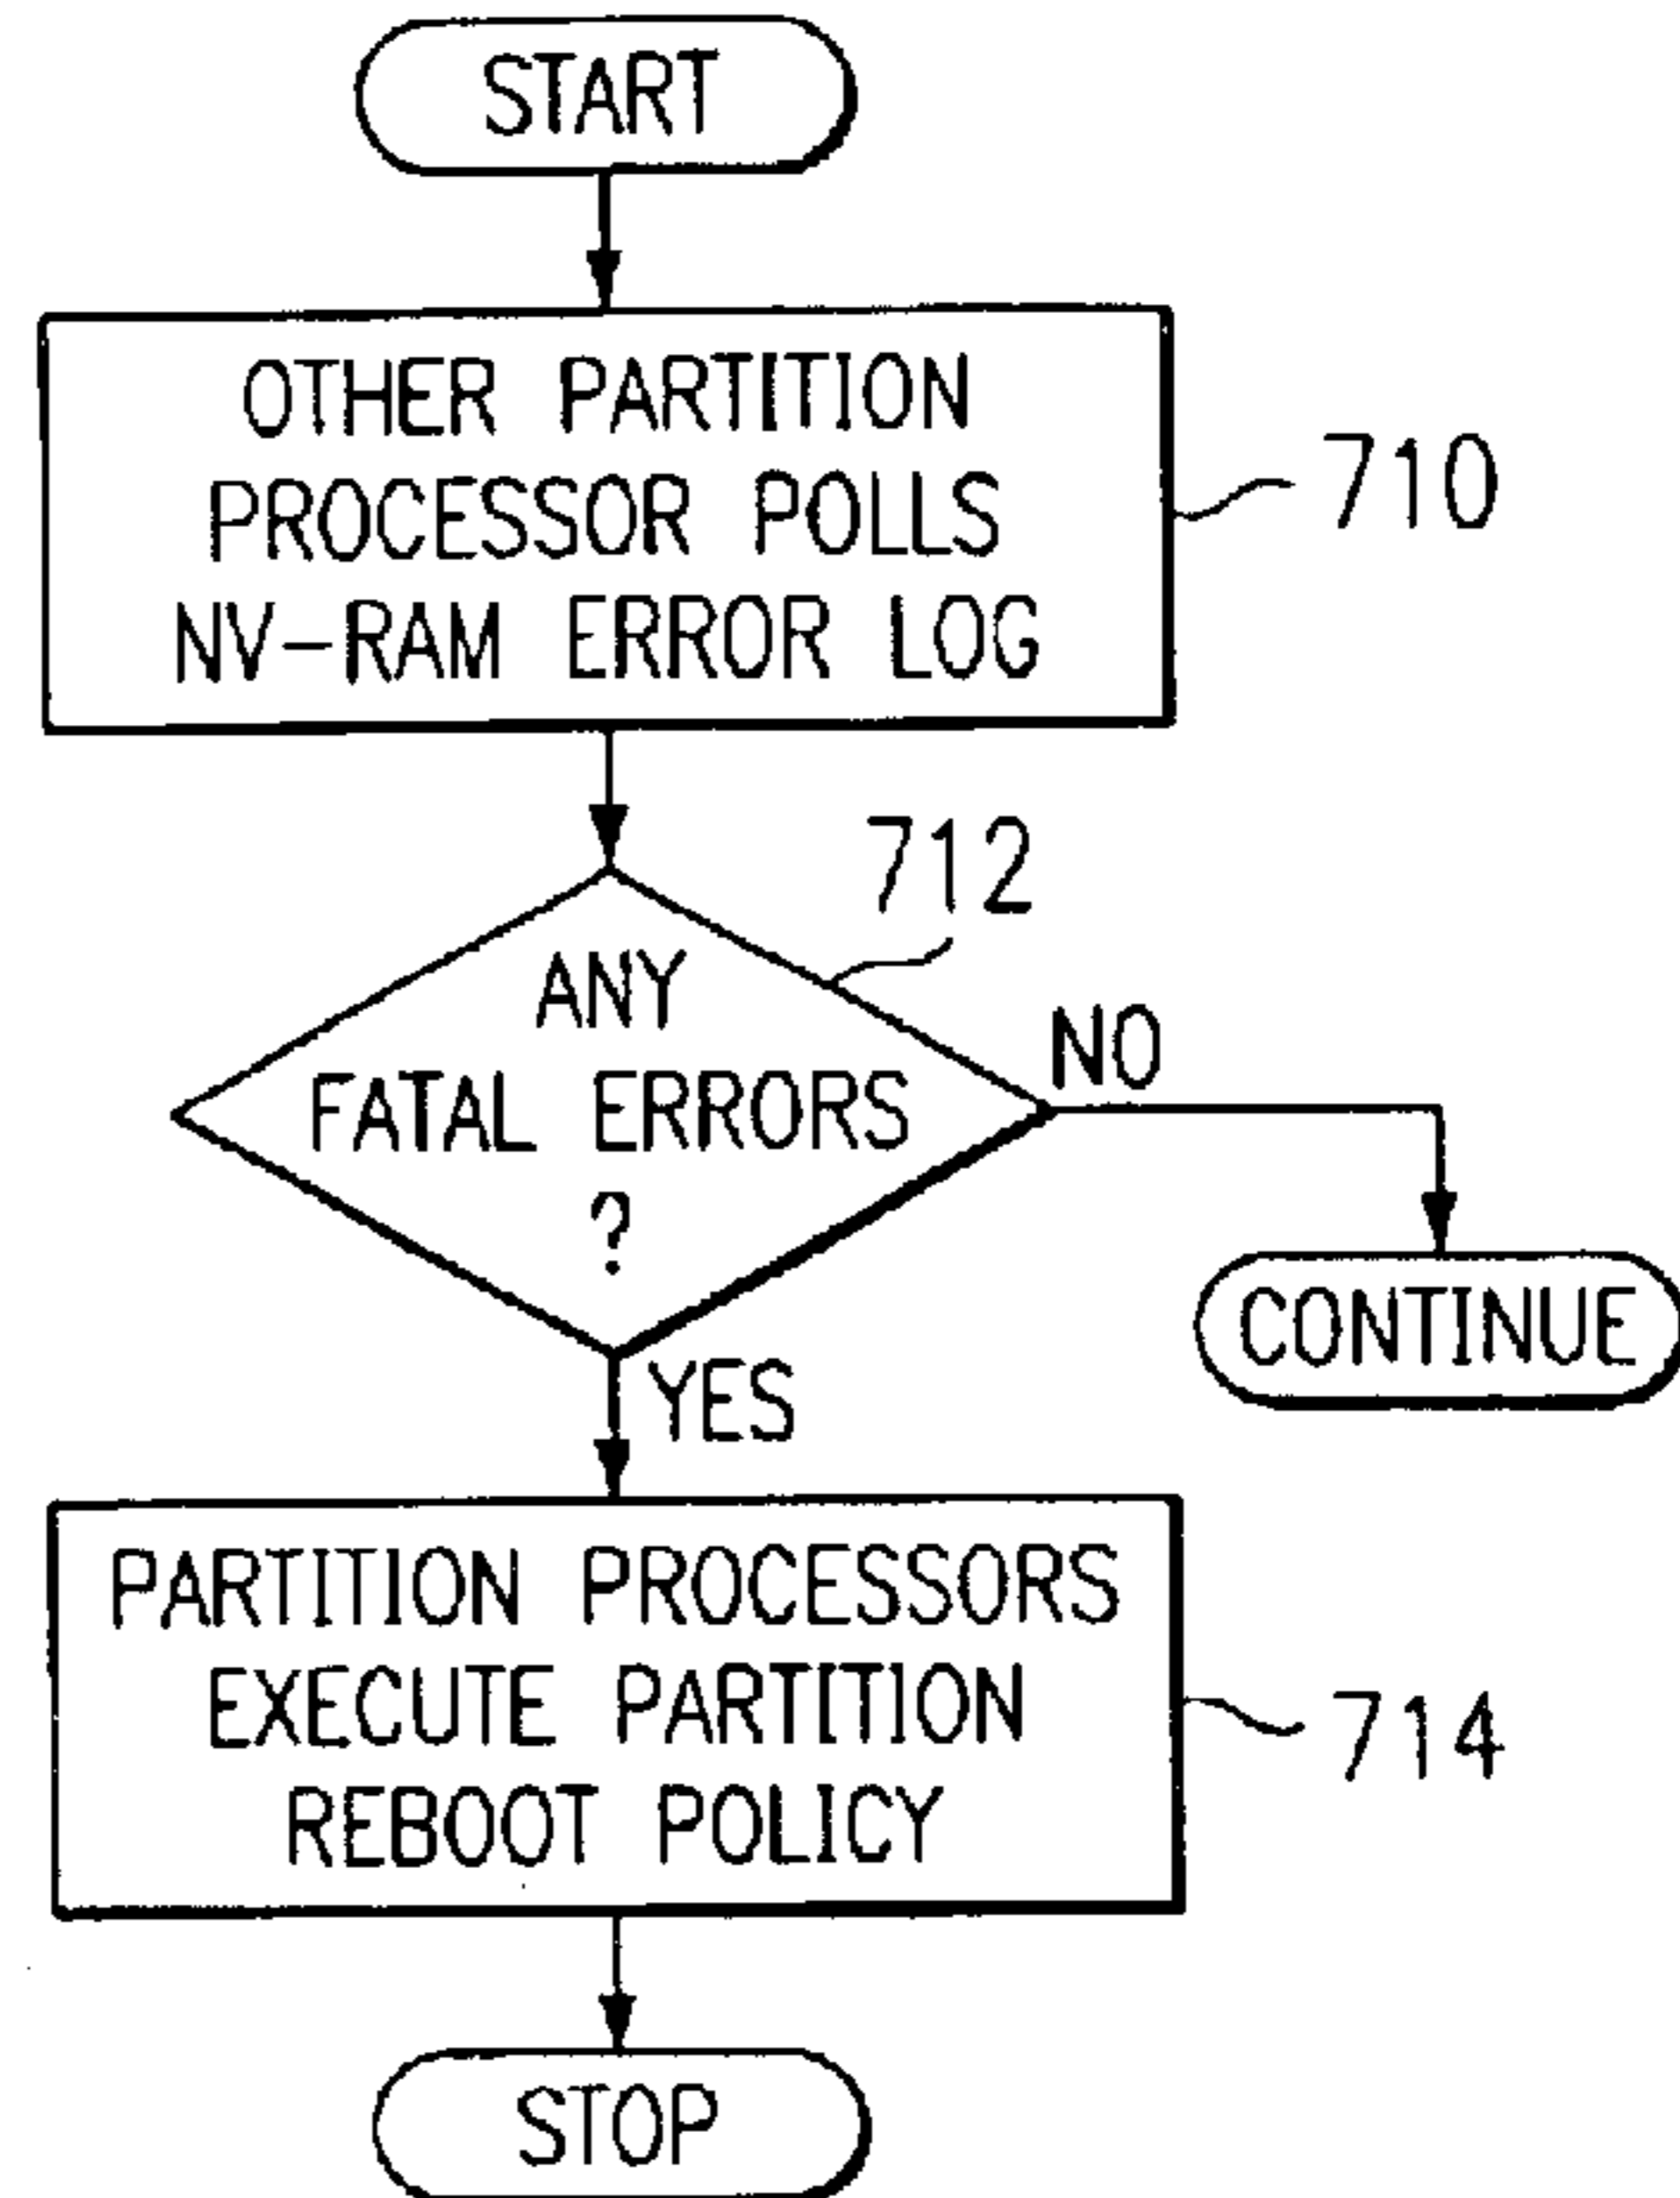 START
OTHER PARTITION
PROCESSOR POLLS
NV-RAM ERROR LOG
710
712
ANY
FATAL ERRORS
?
NO
CONTINUE
YES
PARTITION PROCESSORS
EXECUTE PARTITION
REBOOT POLICY
714
STOP